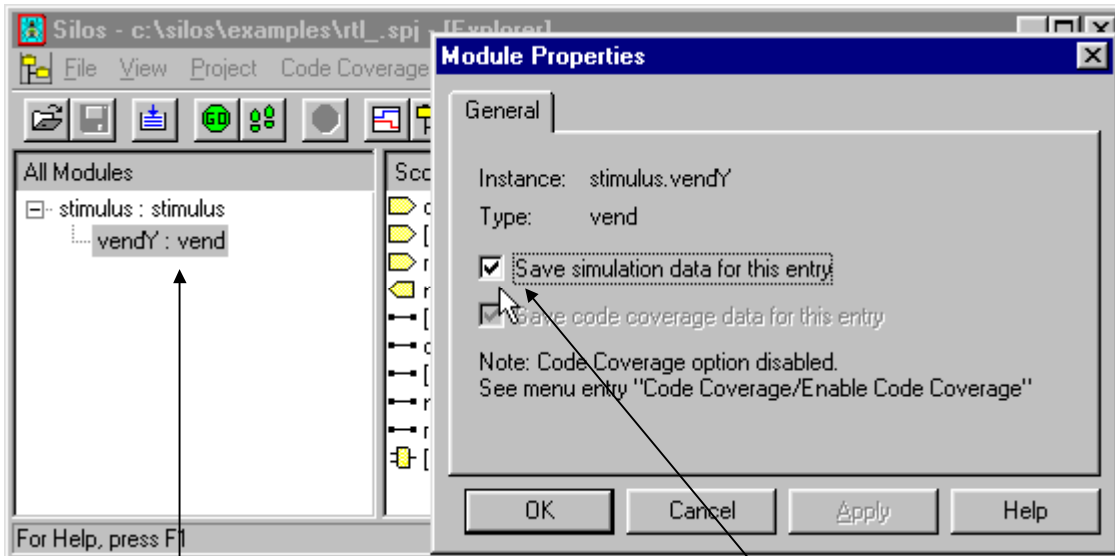 Silos - c:\silos\examples\rtl_.spj - [Explorer]
File View Project Code Coverage
All Modules
stimulus : stimulus
vendY : vend
For Help, press F1
Module Properties
General
Instance: stimulus.vendY
Type: vend
Save simulation data for this entry
Save code coverage data for this entry
Note: Code Coverage option disabled.
See menu entry "Code Coverage/Enable Code Coverage"
OK Cancel Apply Help